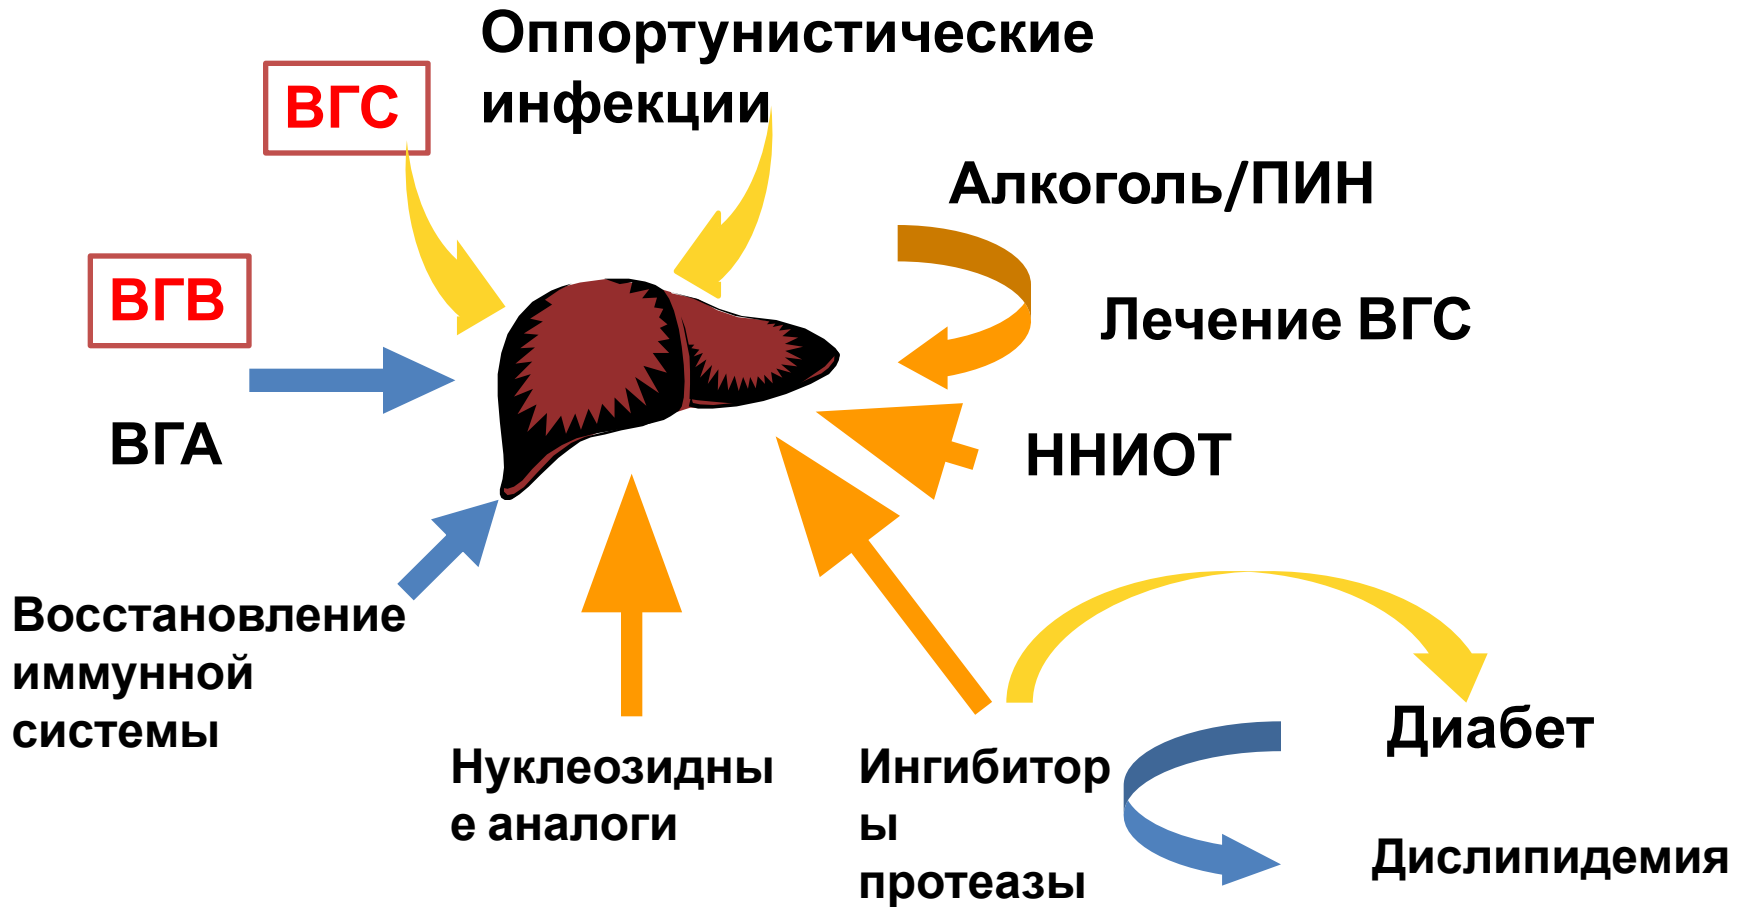 Оппортунистические
инфекции
ВГС
Алкоголь/ПИН
ВГВ
Лечение ВГС
ВГА
ННИОТ
Восстановление
иммунной
системы
Нуклеозидны
е аналоги
Ингибитор
ы
протеазы
Диабет
Дислипидемия